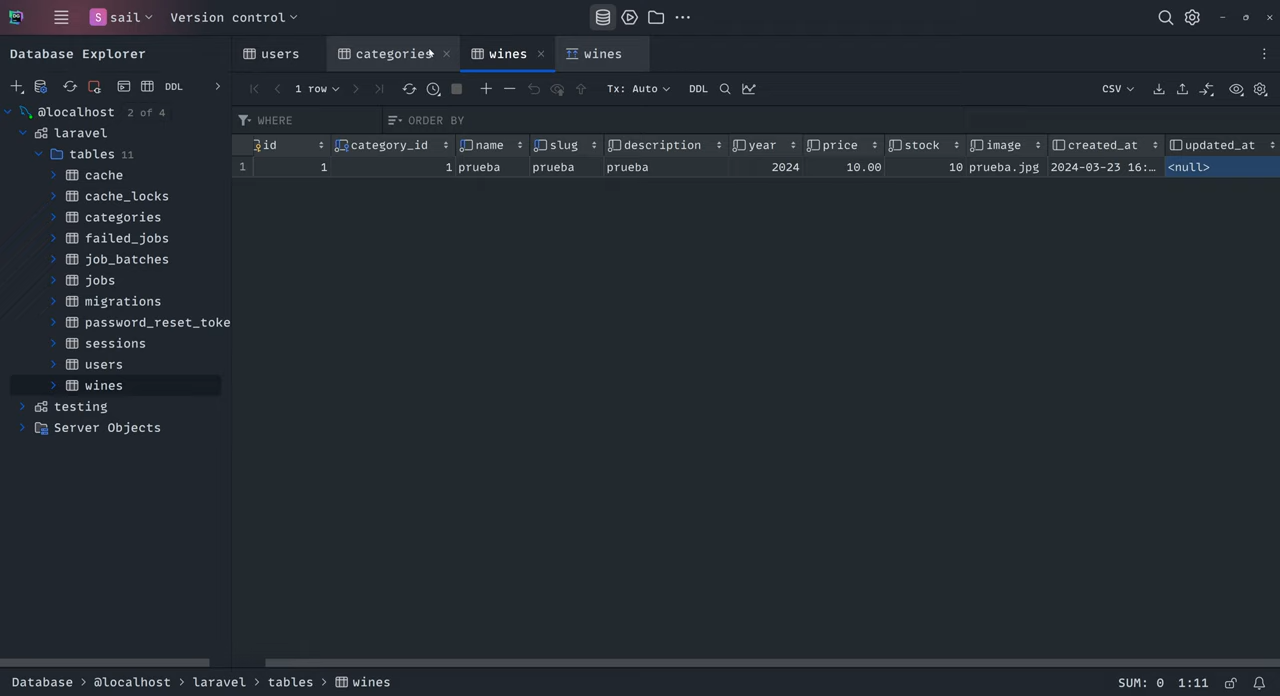 S sail Version control
Database Explorer
users categories wines wines
DDL
1 row Tx: Auto DDL CSV
@localhost 2 of 4
WHERE ORDER BY
laravel
id category_id name slug description year price stock image created_at updated_at
tables 11
1 1 1 prueba prueba prueba 2024 10.00 10 prueba.jpg 2024-03-23 16:… <null>
cache
cache_locks
categories
failed_jobs
job_batches
jobs
migrations
password_reset_toke
sessions
users
wines
testing
Server Objects
Database > @localhost > laravel > tables > wines SUM: 0 1:11